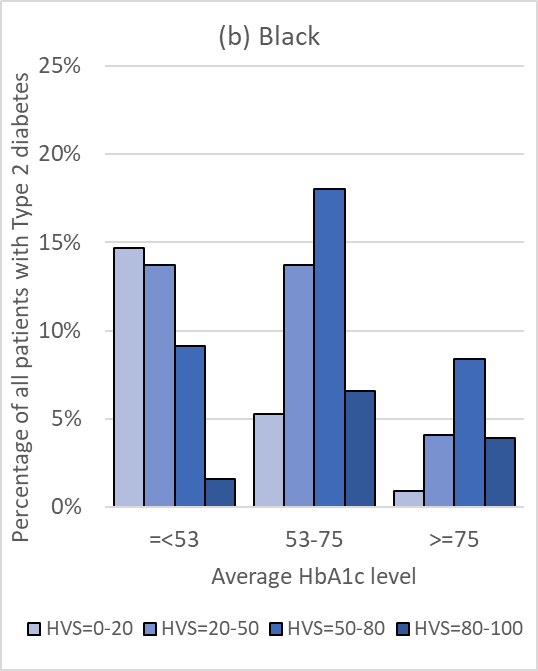 (b) Black
Percentage of all patients with Type 2 diabetes
25%
20%
15%
10%
5%
0%
=<53 53-75 >=75
Average HbA1c level
HVS=0-20 HVS=20-50 HVS=50-80 HVS=80-100